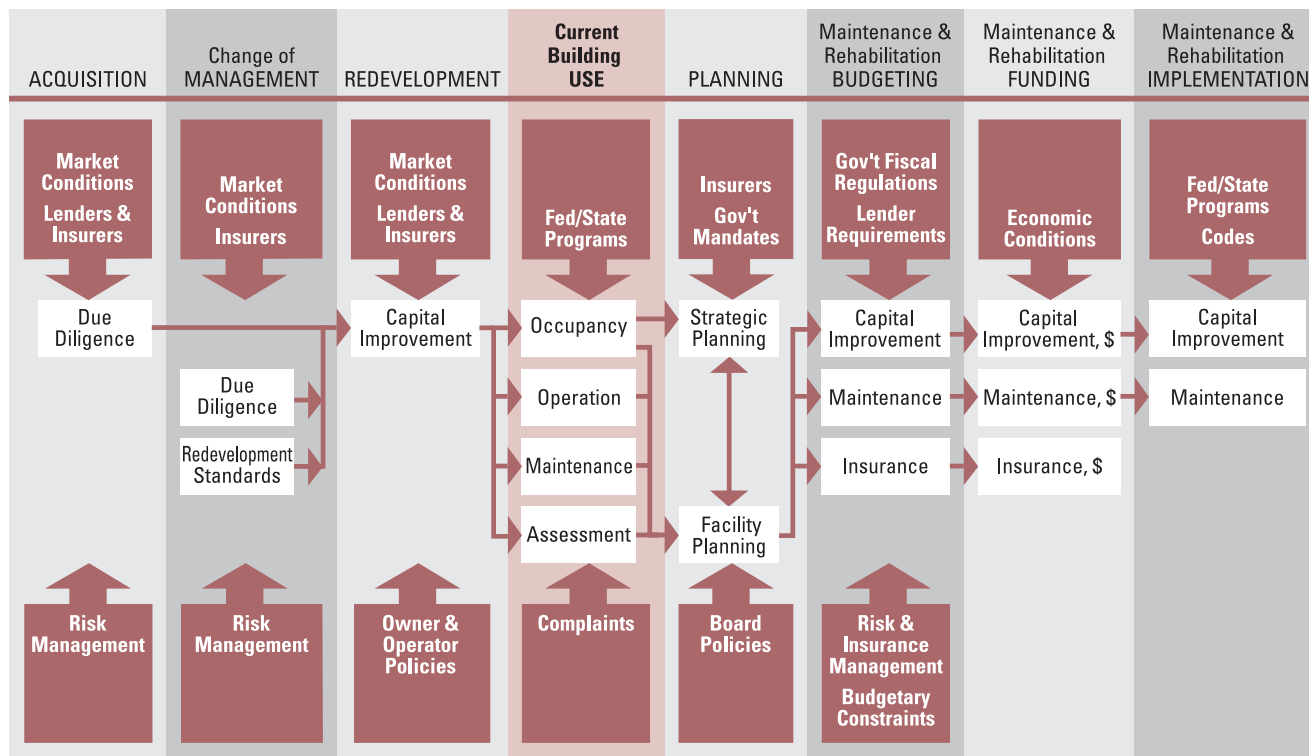 ACQUISITION
Change of
MANAGEMENT
REDEVELOPMENT
Current
Building
USE
PLANNING
Maintenance &
Rehabilitation
BUDGETING
Maintenance &
Rehabilitation
FUNDING
Maintenance &
Rehabilitation
IMPLEMENTATION
Market
Conditions
Lenders &
Insurers
Market
Conditions
Insurers
Market
Conditions
Lenders &
Insurers
Fed/State
Programs
Insurers
Gov't
Mandates
Gov't Fiscal
Regulations
Lender
Requirements
Economic
Conditions
Fed/State
Programs
Codes
Due
Diligence
Due
Diligence
Redevelopment
Standards
Capital
Improvement
Occupancy
Operation
Maintenance
Assessment
Strategic
Planning
Facility
Planning
Capital
Improvement
Maintenance
Insurance
Capital
Improvement, $
Maintenance, $
Insurance, $
Capital
Improvement
Maintenance
Risk
Management
Risk
Management
Owner &
Operator
Policies
Complaints
Board
Policies
Risk &
Insurance
Management
Budgetary
Constraints